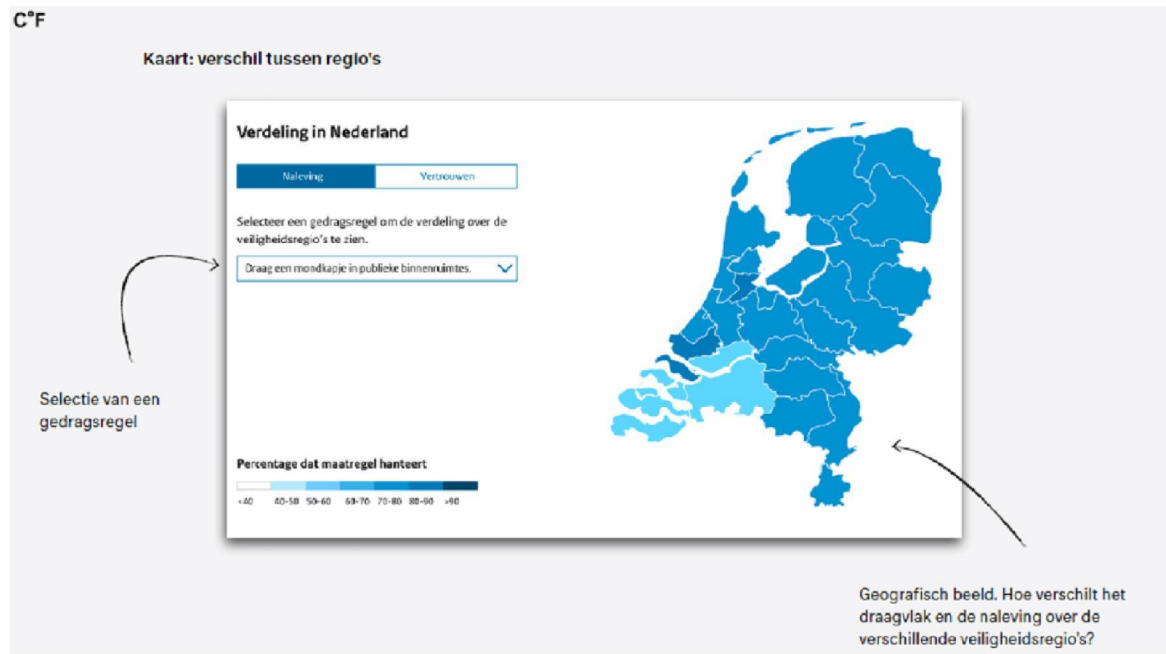 C°F
Kaart: verschil tussen regio's
Verdeling in Nederland
Naleving
Vertrouwen
Selecteer een gedragsregel om de verdeling over de
veiligheidsregio's te zien.
Draag een mondkapje in publieke binnenruimtes.
Selectie van een
gedragsregel
Percentage dat maatregel hanteert
<40 40-50 50-60 60-70 70-80 80-90 >90
Geografisch beeld. Hoe verschilt het
draagvlak en de naleving over de
verschillende veiligheidsregio's?